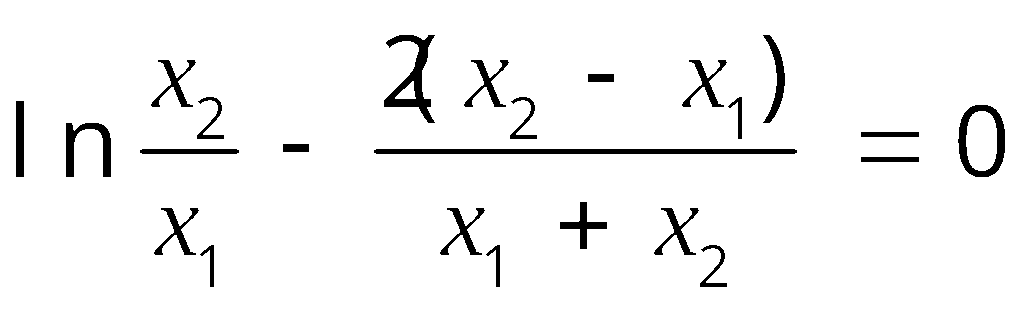 ln x₂/x₁ - 2(x₂ - x₁)/(x₁ + x₂) = 0